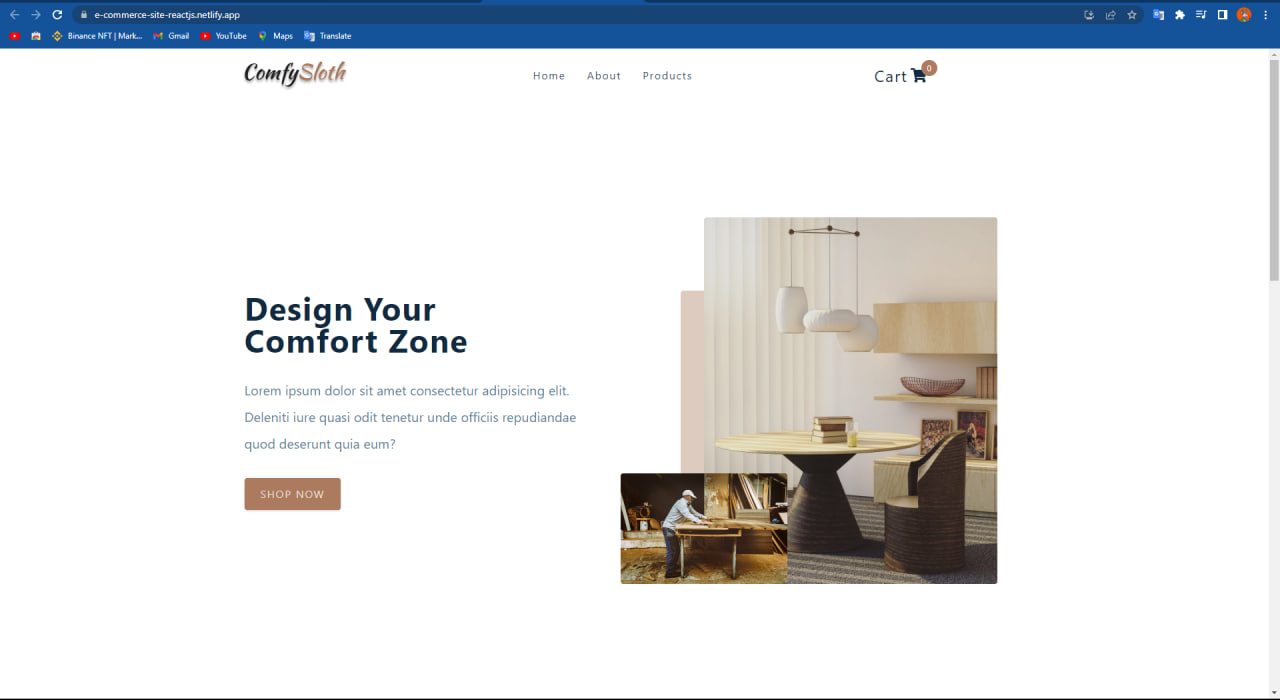 e-commerce-site-reactjs.netlify.app
Binance NFT | Mark... Gmail YouTube Maps Translate
ComfySloth Home About Products Cart 0
Design Your
Comfort Zone
Lorem ipsum dolor sit amet consectetur adipisicing elit.
Deleniti iure quasi odit tenetur unde officiis repudiandae
quod deserunt quia eum?
SHOP NOW